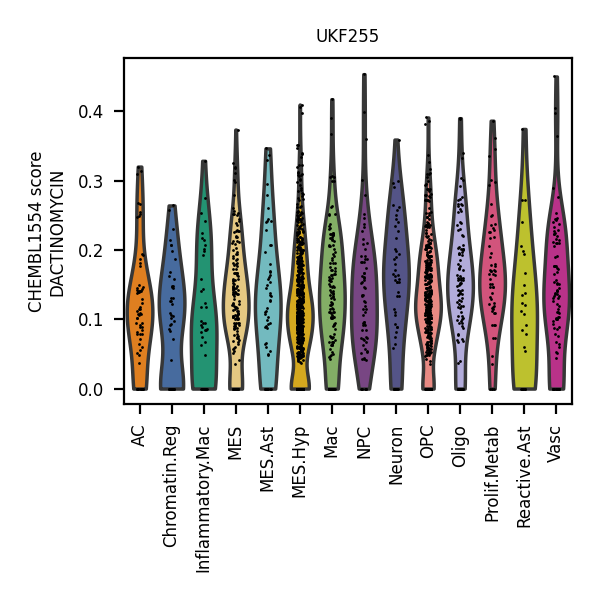 UKF255
CHEMBL1554 score
DACTINOMYCIN
0.4
0.3
0.2
0.1
0.0
AC
Chromatin.Reg
Inflammatory.Mac
MES
MES.Ast
MES.Hyp
Mac
NPC
Neuron
OPC
Oligo
Prolif.Metab
Reactive.Ast
Vasc